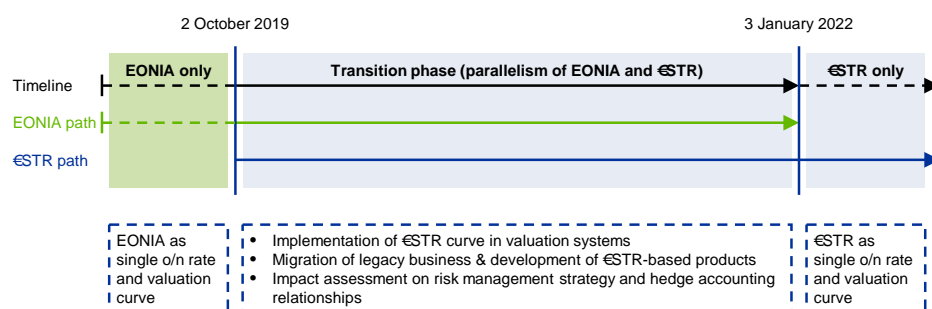 2 October 2019
3 January 2022
EONIA only
Transition phase (parallelism of EONIA and €STR)
€STR only
Timeline
EONIA path
€STR path
EONIA as
single o/n rate
and valuation
curve
• Implementation of €STR curve in valuation systems
• Migration of legacy business & development of €STR-based products
• Impact assessment on risk management strategy and hedge accounting
relationships
€STR as
single o/n rate
and valuation
curve